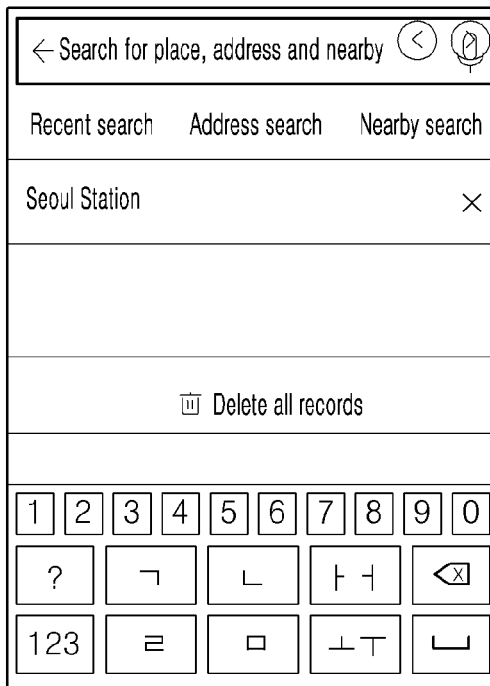 Search for place, address and nearby
Recent search Address search Nearby search
Seoul Station
Delete all records
1 2 3 4 5 6 7 8 9 0
? ㄱ ㄴ ㅏㅓ
123 ㄹ ㅁ ㅗㅜ